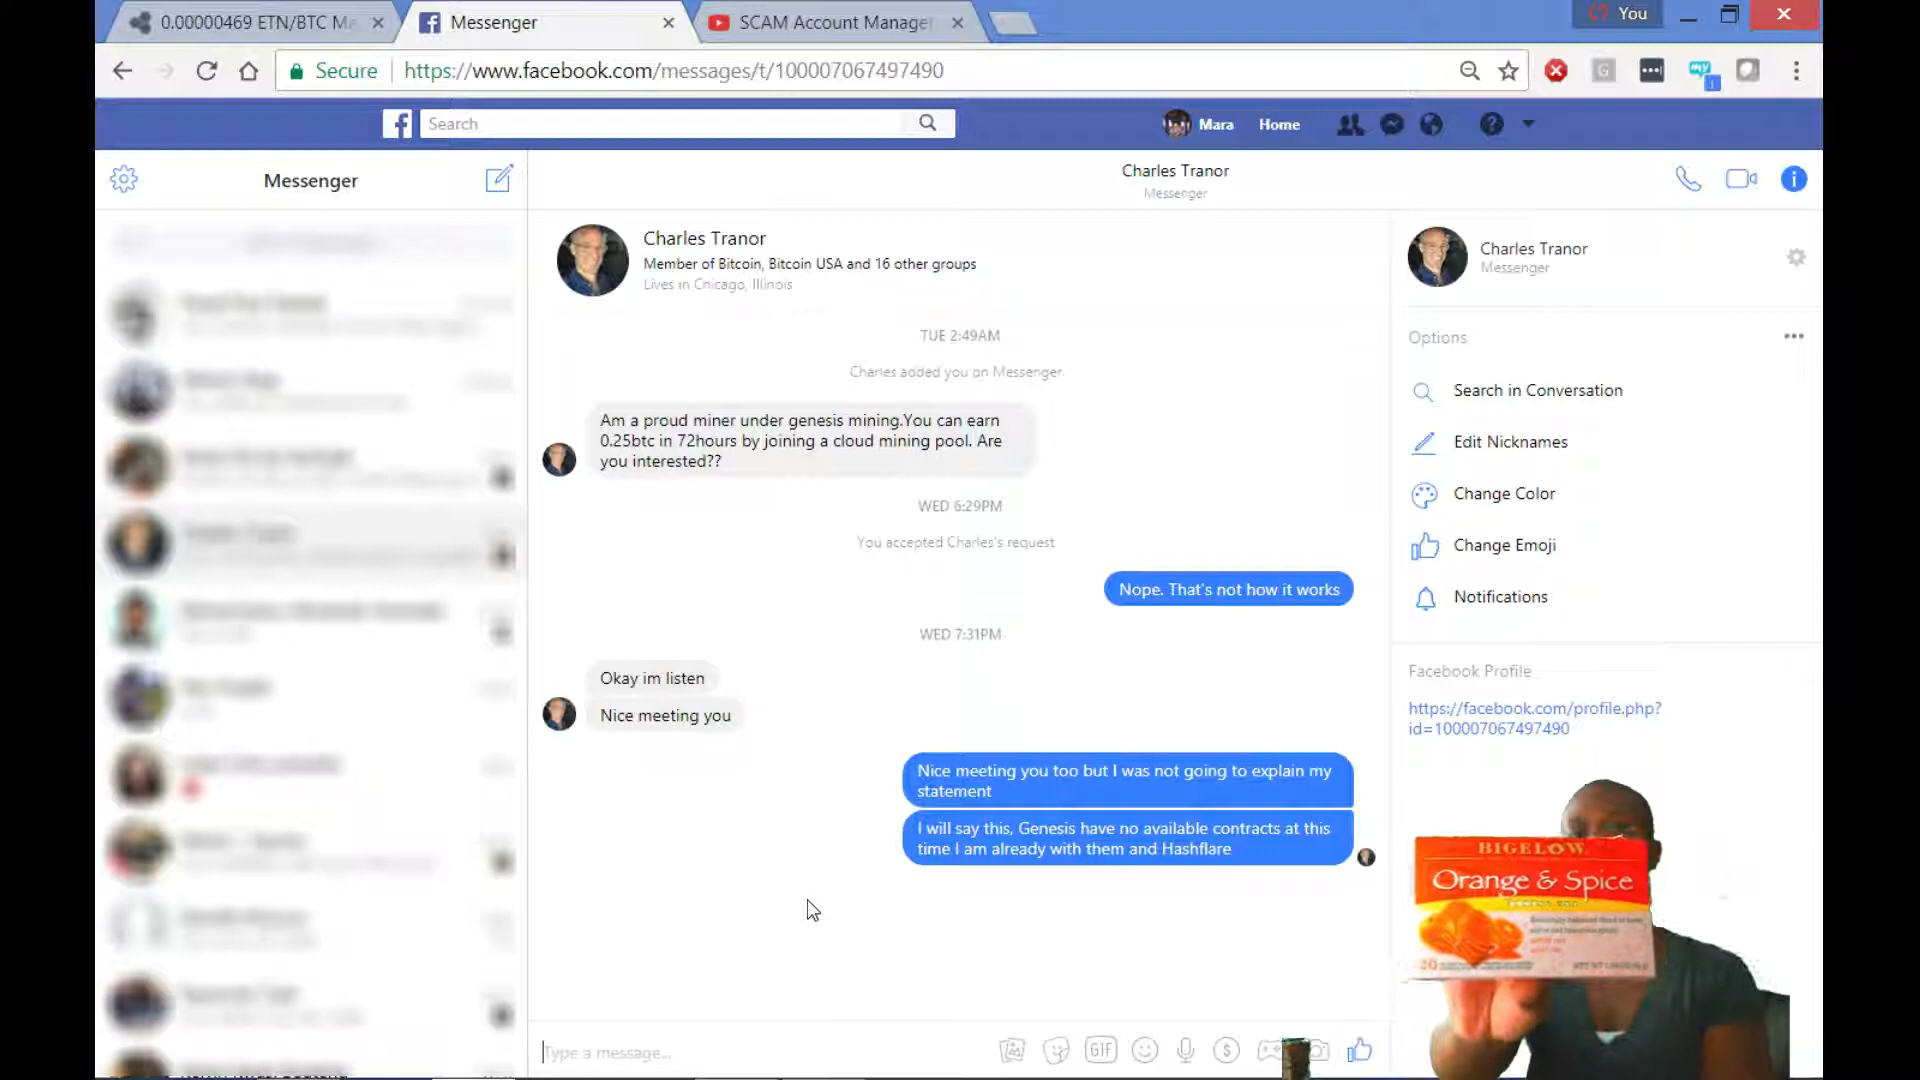 0.00000469 ETN/BTC Ma
Messenger
SCAM Account Manager
You
Secure
https://www.facebook.com/messages/t/100007067497490
Search
Mara
Home
Messenger
Charles Tranor
Messenger
Charles Tranor
Member of Bitcoin, Bitcoin USA and 16 other groups
Lives in Chicago, Illinois
TUE 2:49AM
Charles added you on Messenger.
Am a proud miner under genesis mining.You can earn
0.25btc in 72hours by joining a cloud mining pool. Are
you interested??
WED 6:29PM
You accepted Charles's request
Nope. That's not how it works
WED 7:31PM
Okay im listen
Nice meeting you
Nice meeting you too but I was not going to explain my
statement
I will say this, Genesis have no available contracts at this
time I am already with them and Hashflare
Type a message...
GIF
Charles Tranor
Messenger
Options
Search in Conversation
Edit Nicknames
Change Color
Change Emoji
Notifications
Facebook Profile
https://facebook.com/profile.php?
id=100007067497490
BIGELOW
Orange & Spice
20